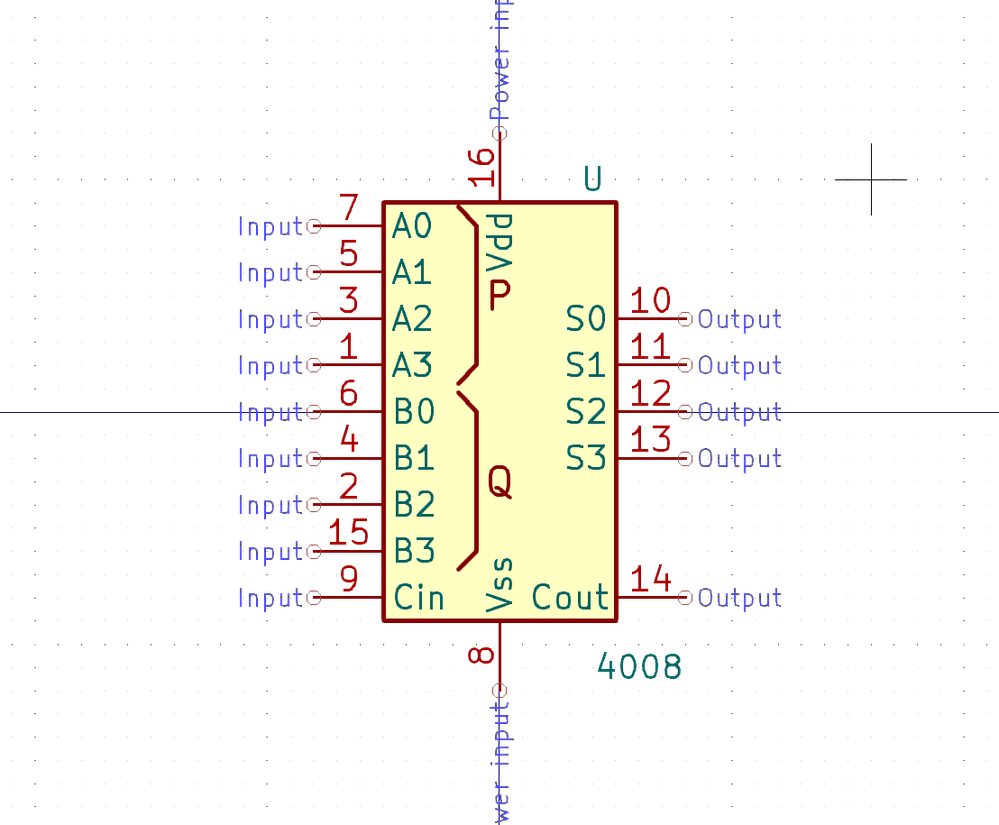 Power inp
16
U
Vdd
Input 7 A0
Input 5 A1
P
Input 3 A2 S0 10 Output
Input 1 A3 S1 11 Output
Input 6 B0 S2 12 Output
Input 4 B1 S3 13 Output
Q
Input 2 B2
Input 15 B3
Vss
Input 9 Cin Cout 14 Output
8
4008
wer input